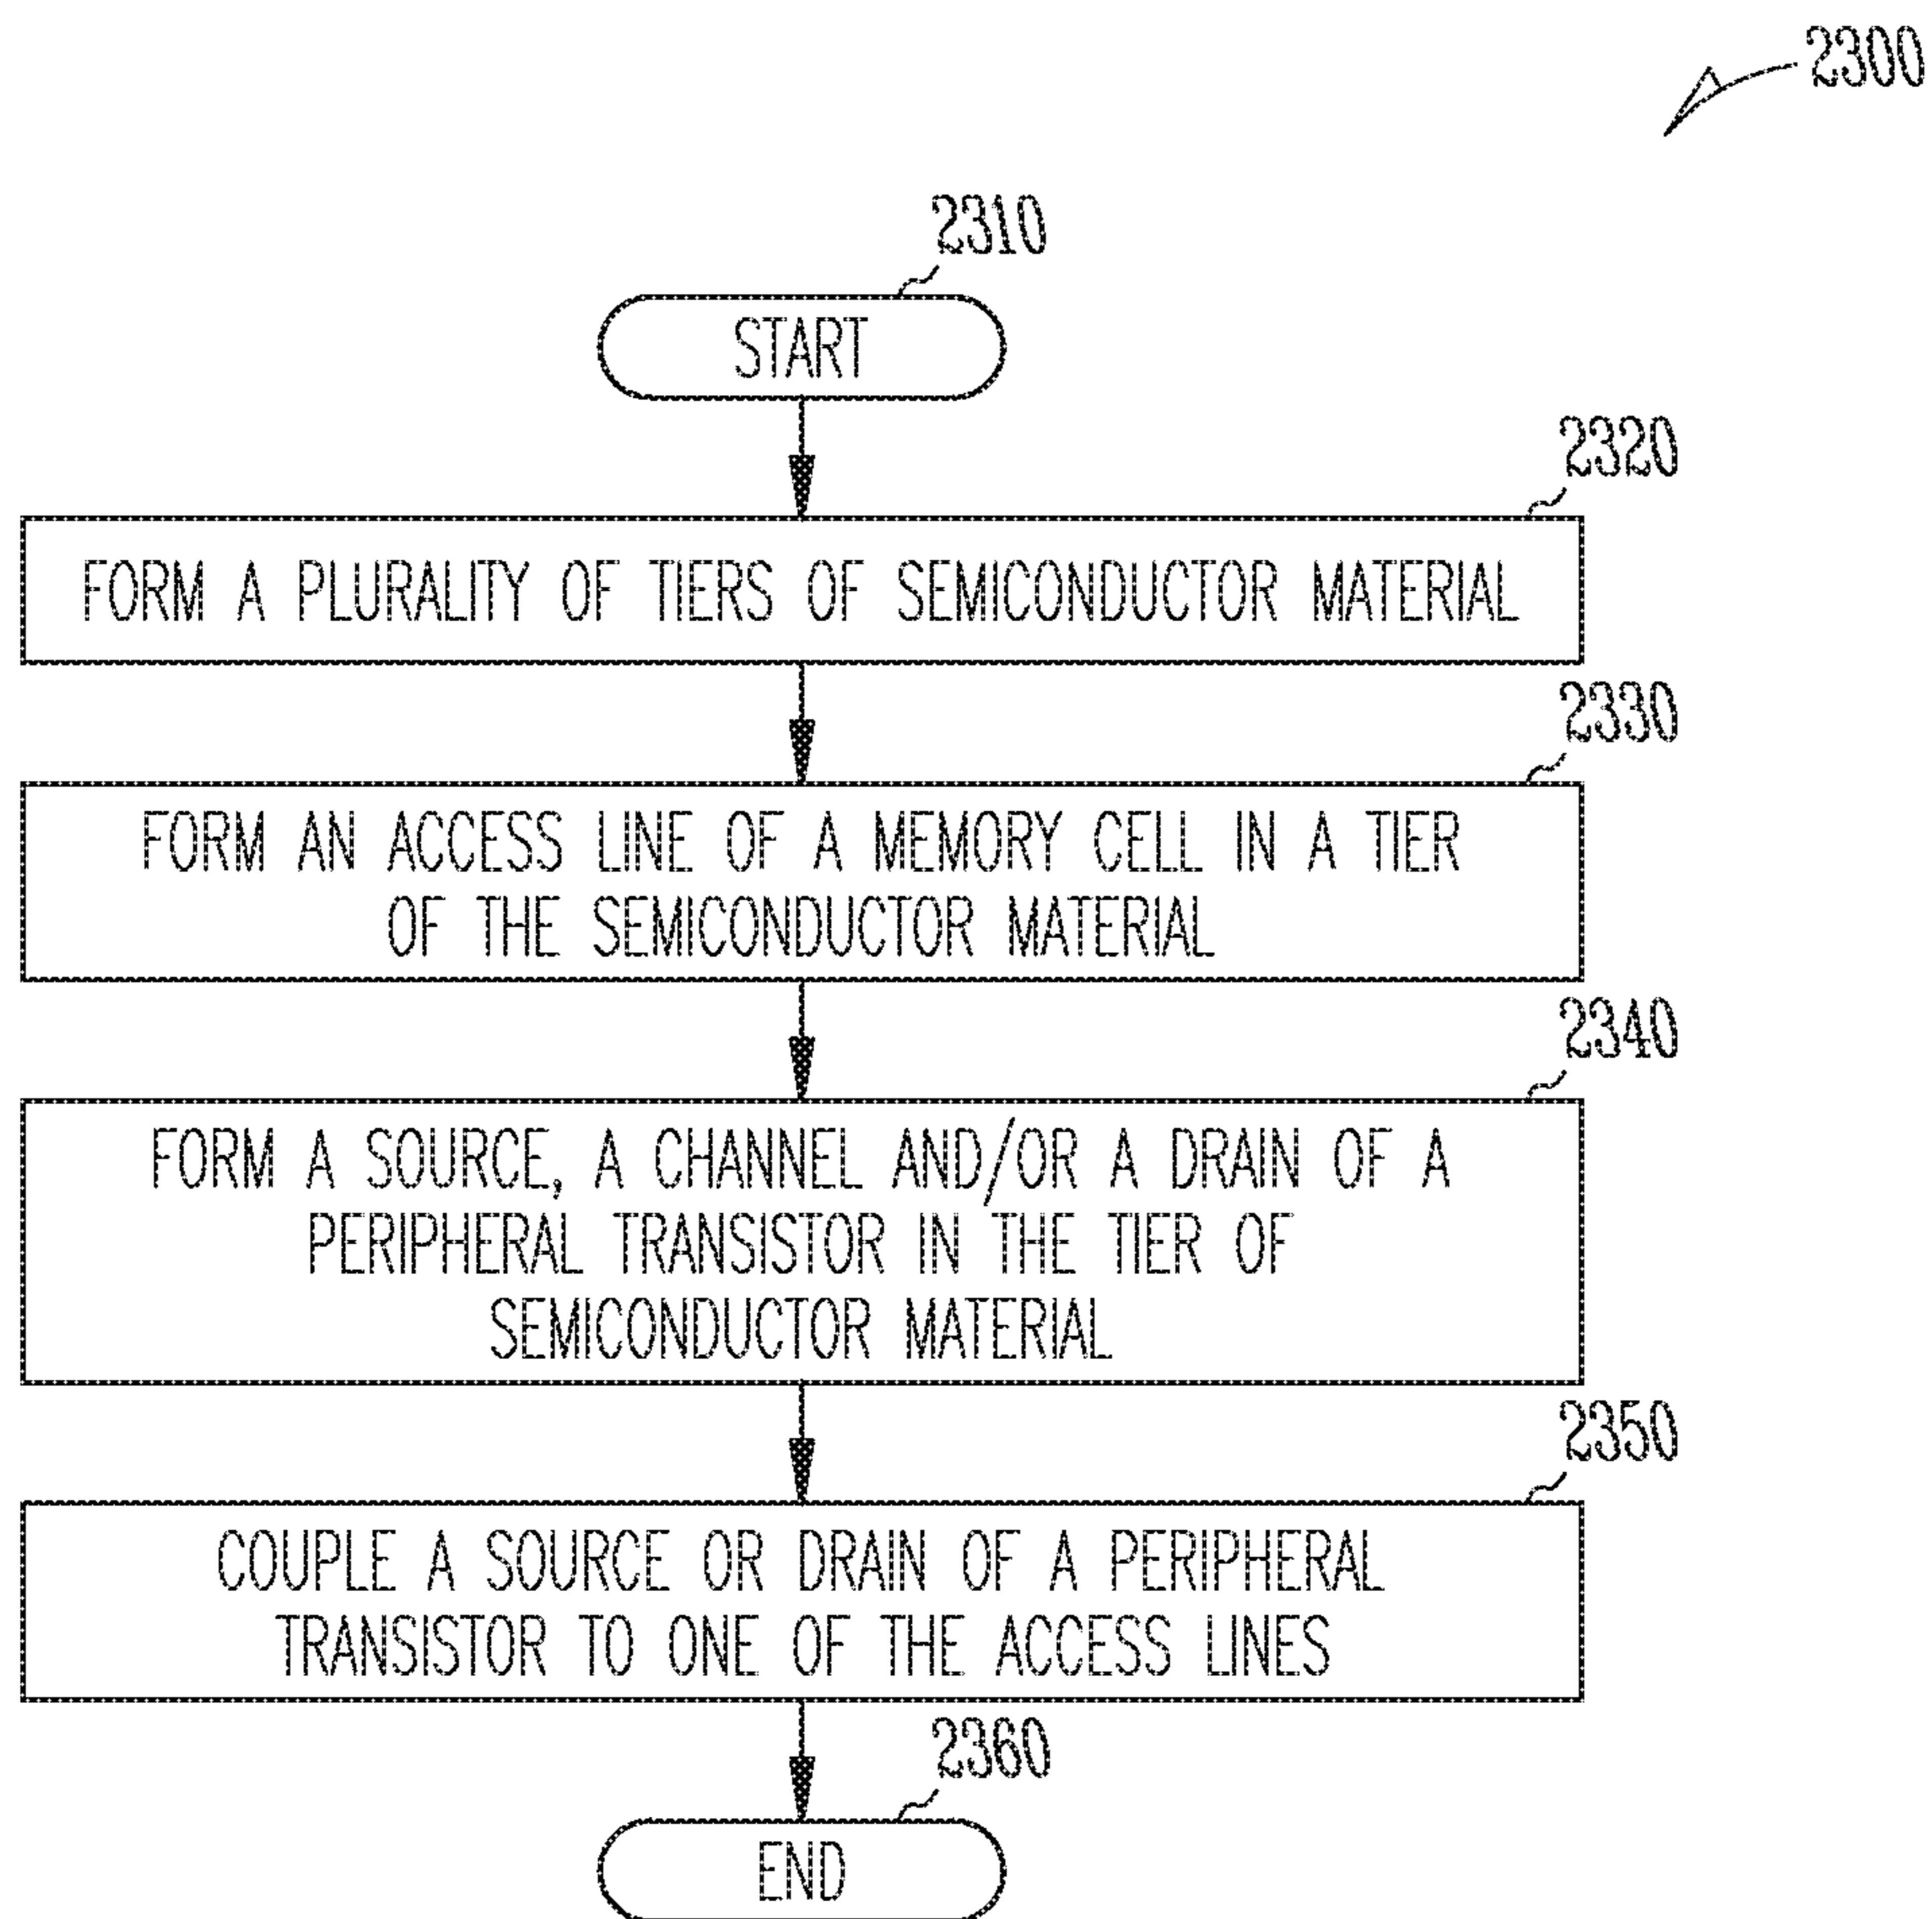 2300
2310
START
2320
FORM A PLURALITY OF TIERS OF SEMICONDUCTOR MATERIAL
2330
FORM AN ACCESS LINE OF A MEMORY CELL IN A TIER
OF THE SEMICONDUCTOR MATERIAL
2340
FORM A SOURCE, A CHANNEL AND/OR A DRAIN OF A
PERIPHERAL TRANSISTOR IN THE TIER OF
SEMICONDUCTOR MATERIAL
2350
COUPLE A SOURCE OR DRAIN OF A PERIPHERAL
TRANSISTOR TO ONE OF THE ACCESS LINES
2360
END